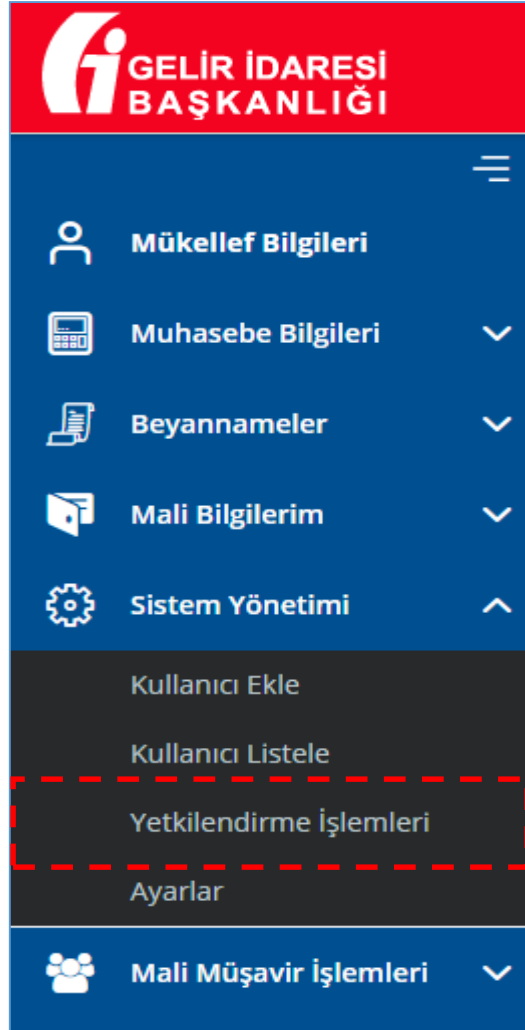 GELİR İDARESİ
BAŞKANLIĞI
Mükellef Bilgileri
Muhasebe Bilgileri
Beyannameler
Mali Bilgilerim
Sistem Yönetimi
Kullanıcı Ekle
Kullanıcı Listele
Yetkilendirme İşlemleri
Ayarlar
Mali Müşavir İşlemleri